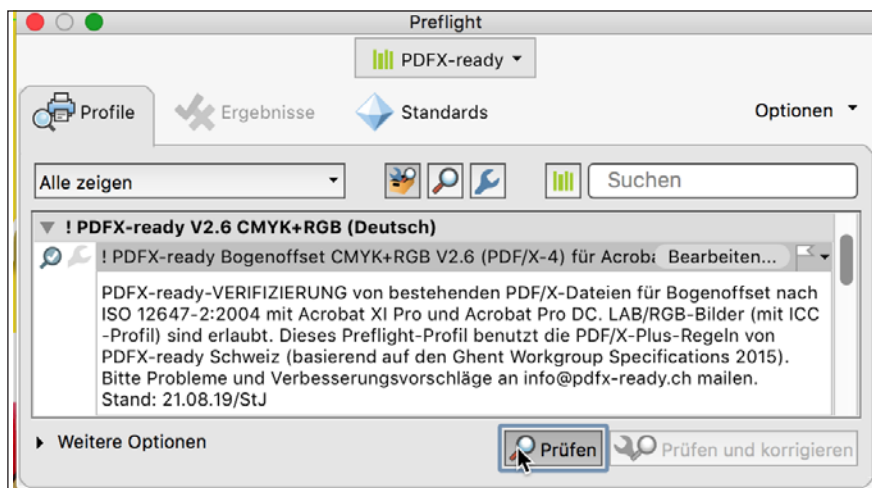 Preflight
PDFX-ready
Profile
Ergebnisse
Standards
Optionen
Alle zeigen
Suchen
! PDFX-ready V2.6 CMYK+RGB (Deutsch)
! PDFX-ready Bogenoffset CMYK+RGB V2.6 (PDF/X-4) für Bearbeiten...
PDFX-ready-VERIFIZIERUNG von bestehenden PDF/X-Dateien für Bogenoffset nach
ISO 12647-2:2004 mit Acrobat XI Pro und Acrobat Pro DC. LAB/RGB-Bilder (mit ICC
-Profil) sind erlaubt. Dieses Preflight-Profil benutzt die PDF/X-Plus-Regeln von
PDFX-ready Schweiz (basierend auf den Ghent Workgroup Specifications 2015).
Bitte Probleme und Verbesserungsvorschläge an info@pdfx-ready.ch mailen.
Stand: 21.08.19/StJ
Weitere Optionen
Prüfen
Prüfen und korrigieren